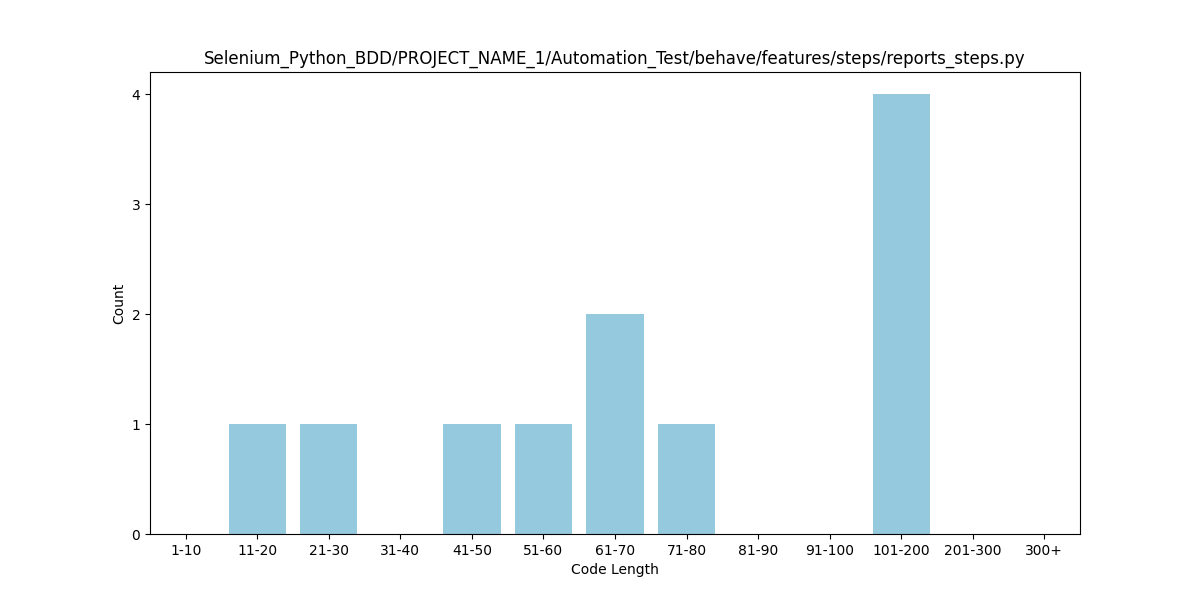 Selenium_Python_BDD/PROJECT_NAME_1/Automation_Test/behave/features/steps/reports_steps.py
4
3
2
1
0
Count
1-10 11-20 21-30 31-40 41-50 51-60 61-70 71-80 81-90 91-100 101-200 201-300 300+
Code Length